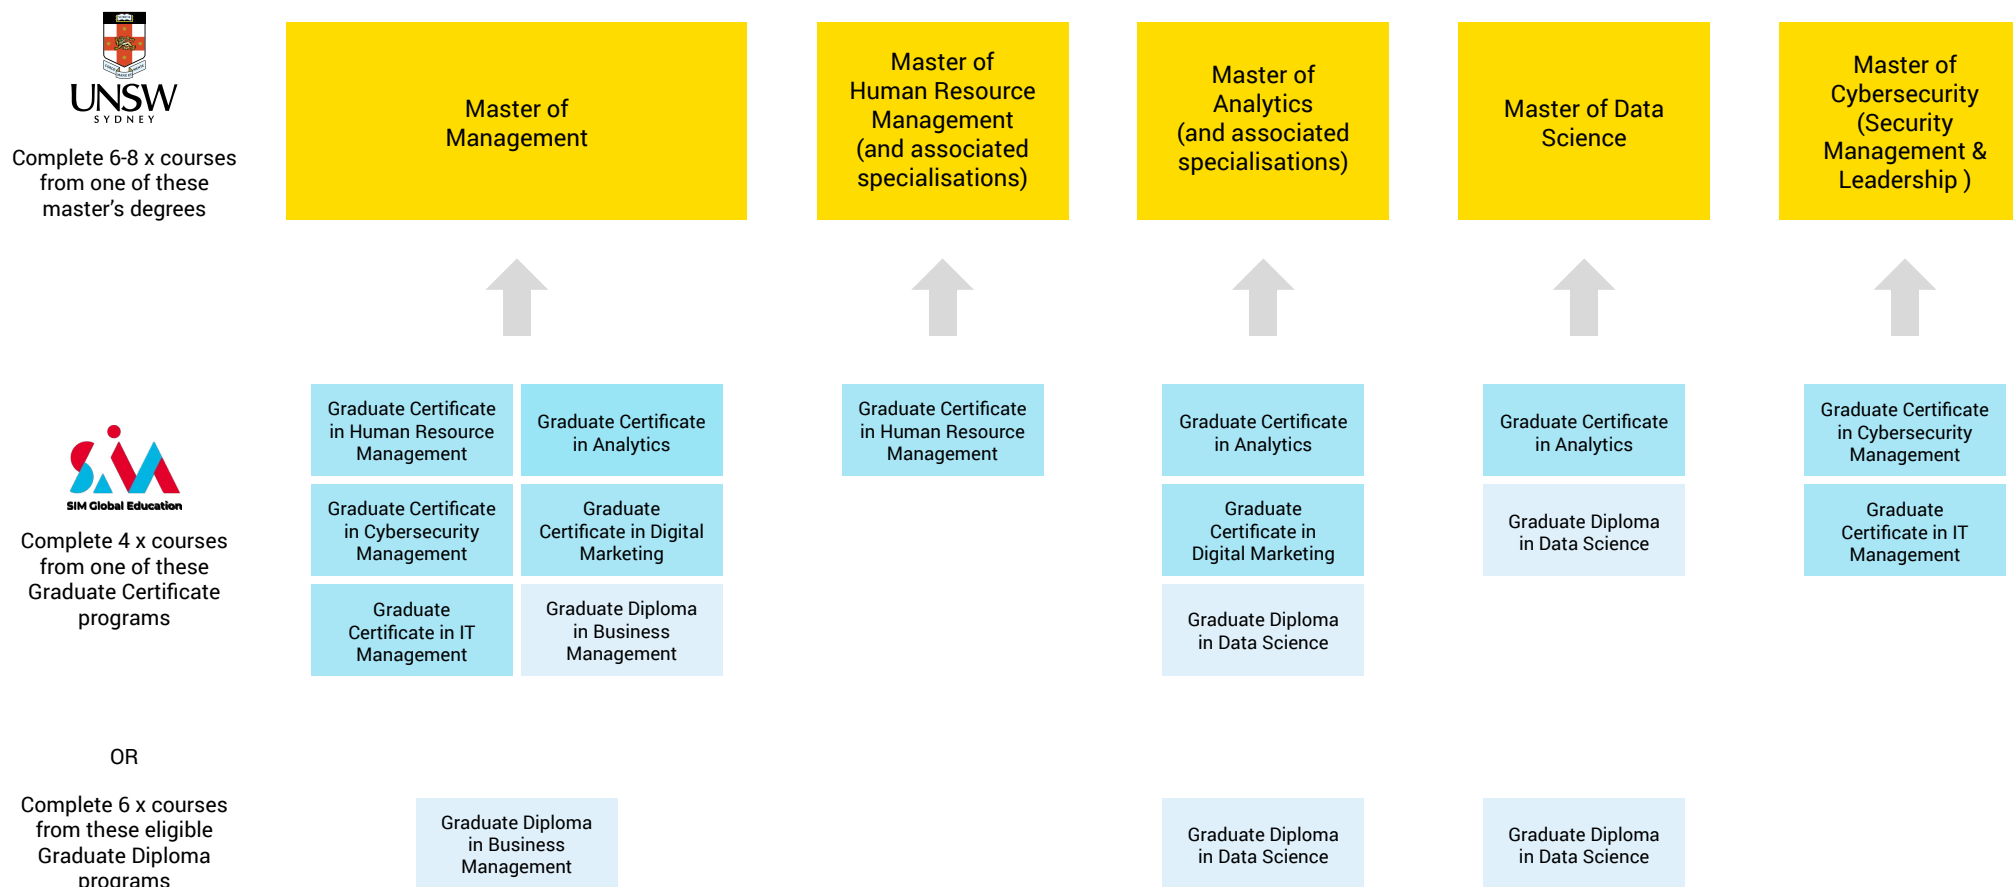 UNSW
SYDNEY
Complete 6-8 x courses
from one of these
master's degrees
Master of
Management
Master of
Human Resource
Management
(and associated
specialisations)
Master of
Analytics
(and associated
specialisations)
Master of Data
Science
Master of
Cybersecurity
(Security
Management &
Leadership )
SIM Global Education
Complete 4 x courses
from one of these
Graduate Certificate
programs
Graduate Certificate
in Human Resource
Management
Graduate Certificate
in Analytics
Graduate Certificate
in Cybersecurity
Management
Graduate
Certificate in Digital
Marketing
Graduate
Certificate in IT
Management
Graduate Diploma
in Business
Management
Graduate Certificate
in Human Resource
Management
Graduate Certificate
in Analytics
Graduate
Certificate in
Digital Marketing
Graduate Diploma
in Data Science
Graduate Certificate
in Analytics
Graduate Diploma
in Data Science
Graduate Certificate
in Cybersecurity
Management
Graduate
Certificate in IT
Management
OR
Complete 6 x courses
from these eligible
Graduate Diploma
programs
Graduate Diploma
in Business
Management
Graduate Diploma
in Data Science
Graduate Diploma
in Data Science